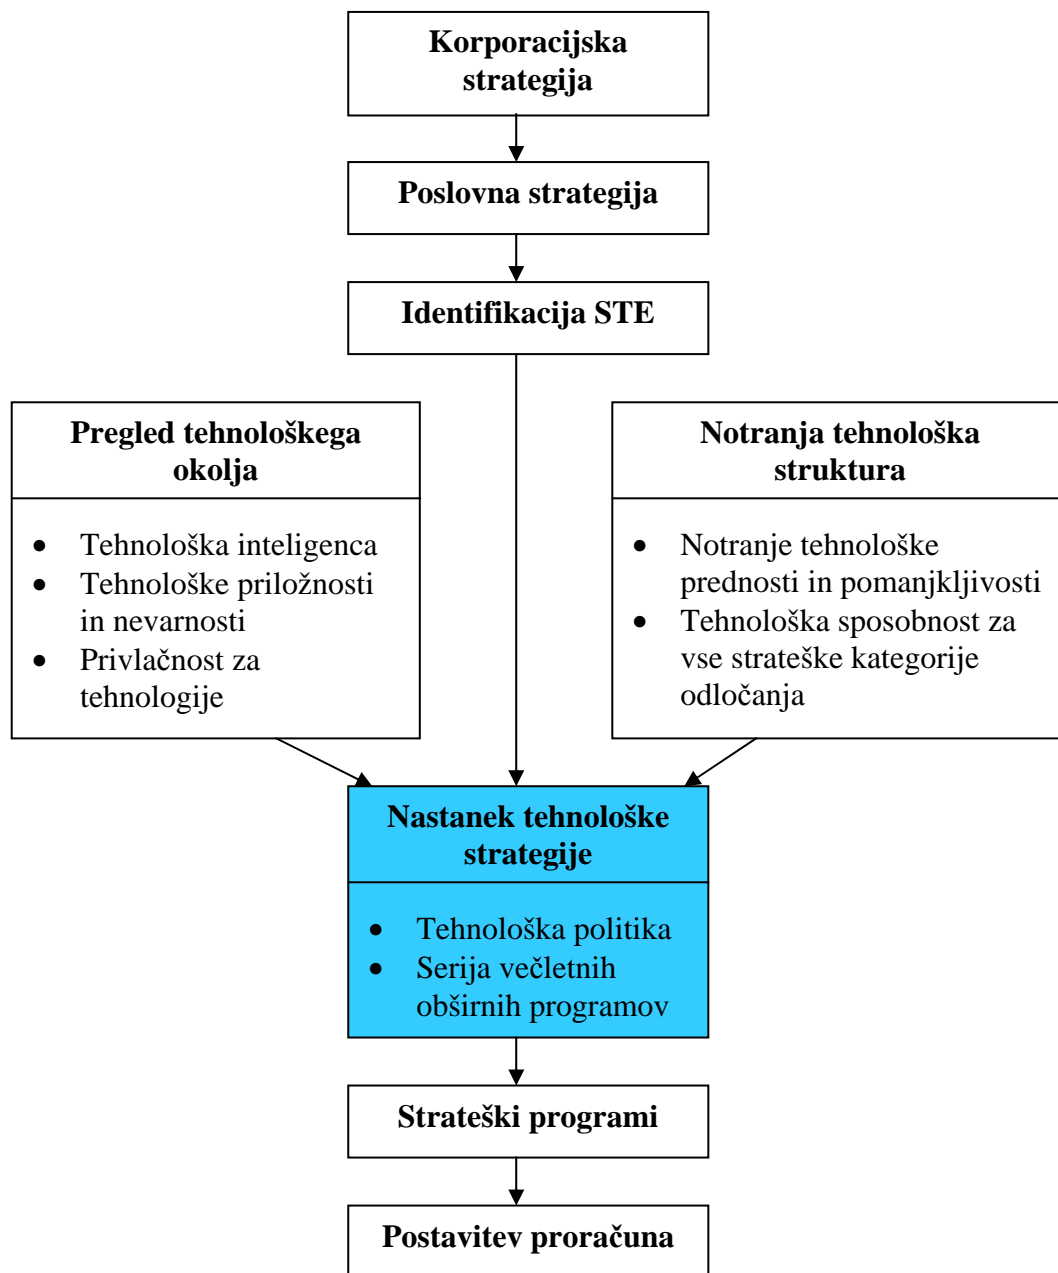 Korporacijska
strategija
Poslovna strategija
Identifikacija STE
Pregled tehnološkega
okolja
• Tehnološka inteligenca
• Tehnološke priložnosti
in nevarnosti
• Privlačnost za
tehnologije
Notranja tehnološka
struktura
• Notranje tehnološke
prednosti in pomanjkljivosti
• Tehnološka sposobnost za
vse strateške kategorije
odločanja
Nastanek tehnološke
strategije
• Tehnološka politika
• Serija večletnih
obširnih programov
Strateški programi
Postavitev proračuna